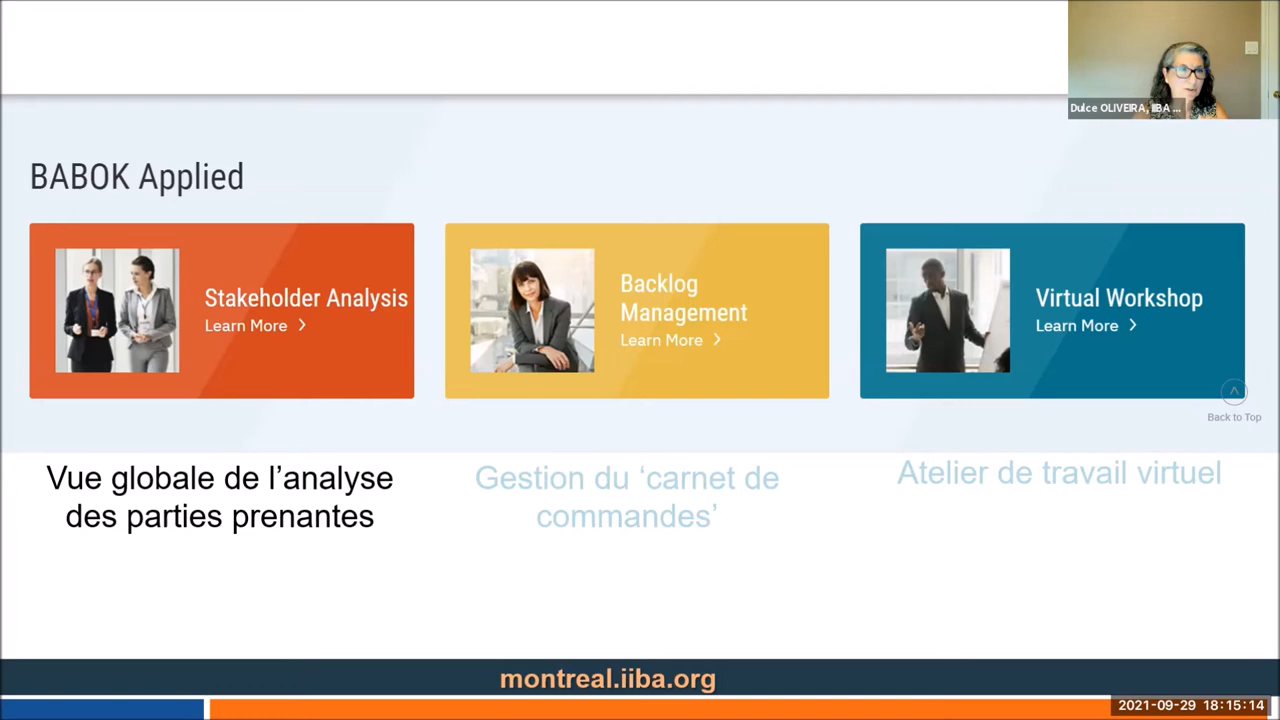 Dulce OLIVEIRA, IIBA ...
BABOK Applied
Stakeholder Analysis
Learn More >
Backlog
Management
Learn More >
Virtual Workshop
Learn More >
Back to Top
Vue globale de l’analyse
des parties prenantes
Gestion du ‘carnet de
commandes’
Atelier de travail virtuel
montreal.iiba.org
2021-09-29 18:15:14